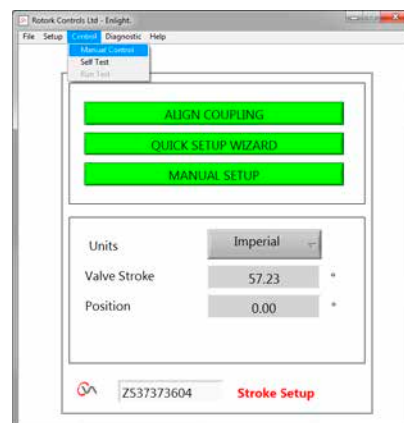 Rotork Controls Ltd - Enlight.
File Setup Control Diagnostic Help
Manual Control
Self Test
Run Test
ALIGN COUPLING
QUICK SETUP WIZARD
MANUAL SETUP
Units Imperial
Valve Stroke 57.23 °
Position 0.00 °
ZS37373604 Stroke Setup